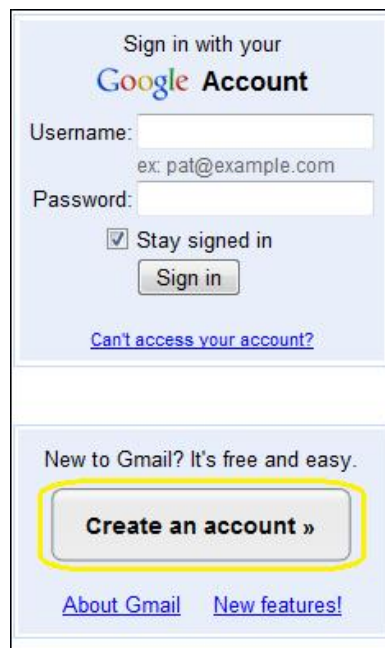 Sign in with your
Google Account
Username:
ex: pat@example.com
Password:
Stay signed in
Sign in
Can't access your account?
New to Gmail? It's free and easy.
Create an account »
About Gmail New features!